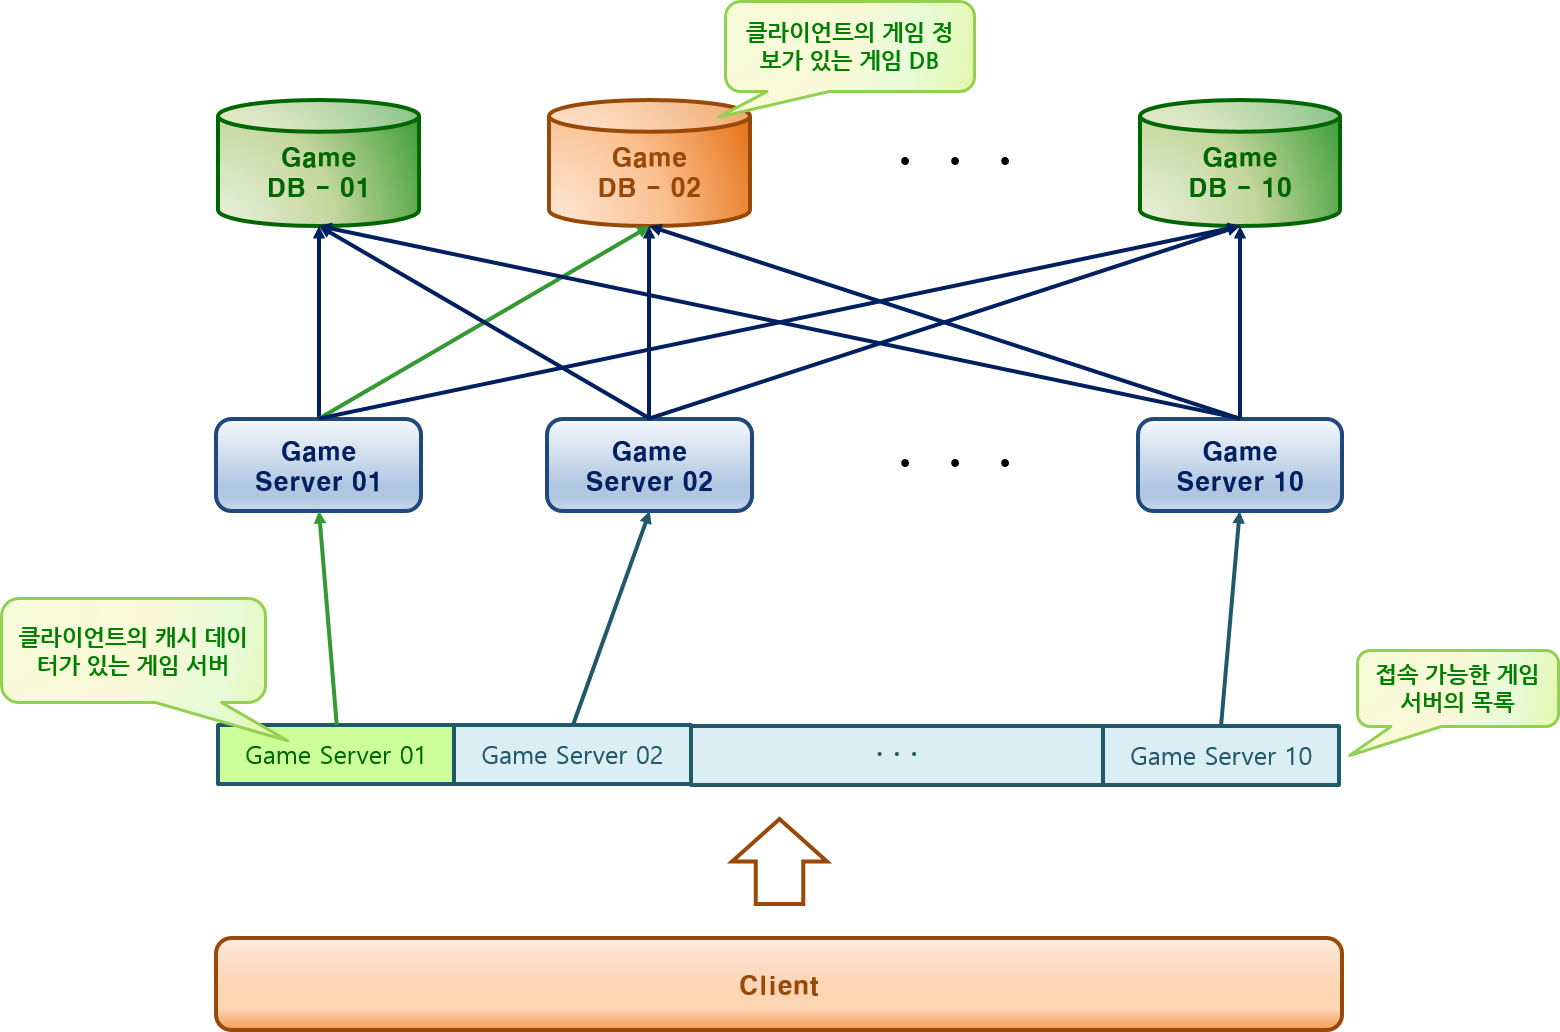 클라이언트의 게임 정
보가 있는 게임 DB
Game
DB - 01
Game
DB - 02
· · ·
Game
DB - 10
Game
Server 01
Game
Server 02
· · ·
Game
Server 10
클라이언트의 캐시 데이
터가 있는 게임 서버
접속 가능한 게임
서버의 목록
Game Server 01
Game Server 02
· · ·
Game Server 10
Client